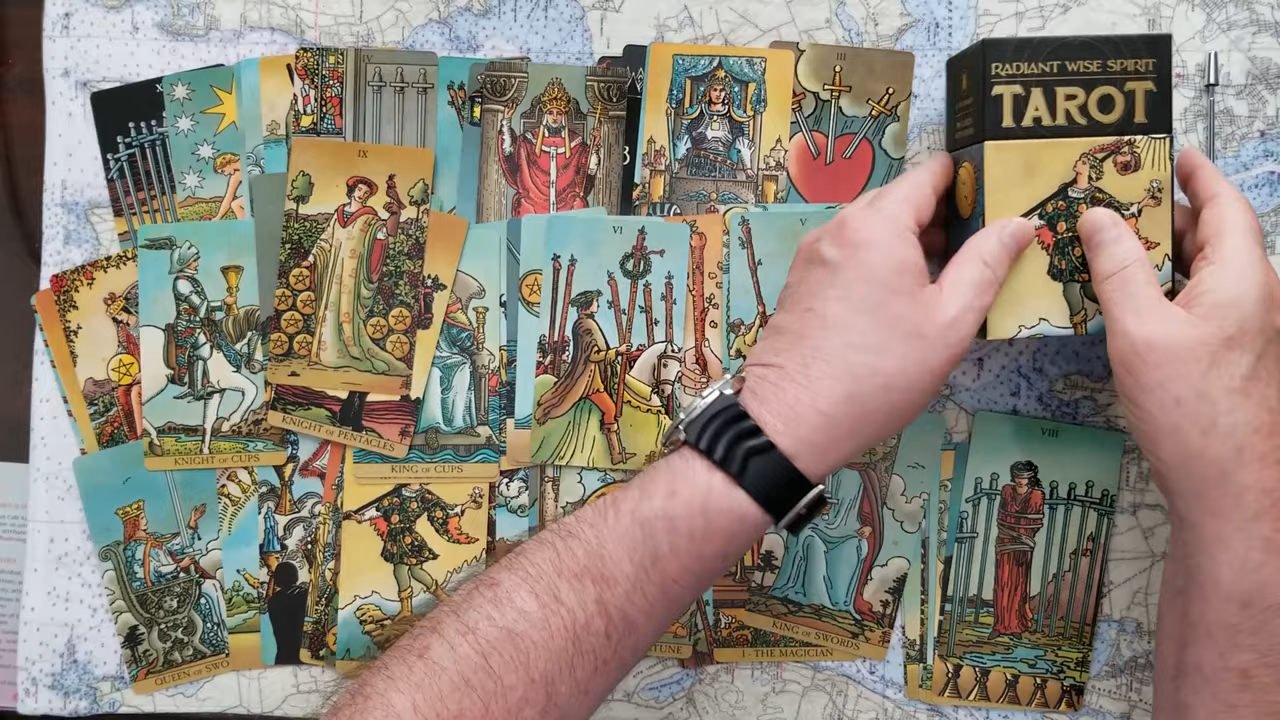 RADIANT WISE SPIRIT
TAROT
X
IV
III
IX
VI
V
KNIGHT OF PENTACLES
KNIGHT OF CUPS
KING OF CUPS
VIII
QUEEN OF SWO
KING OF SWORDS
TUNE
I - THE MAGICIAN